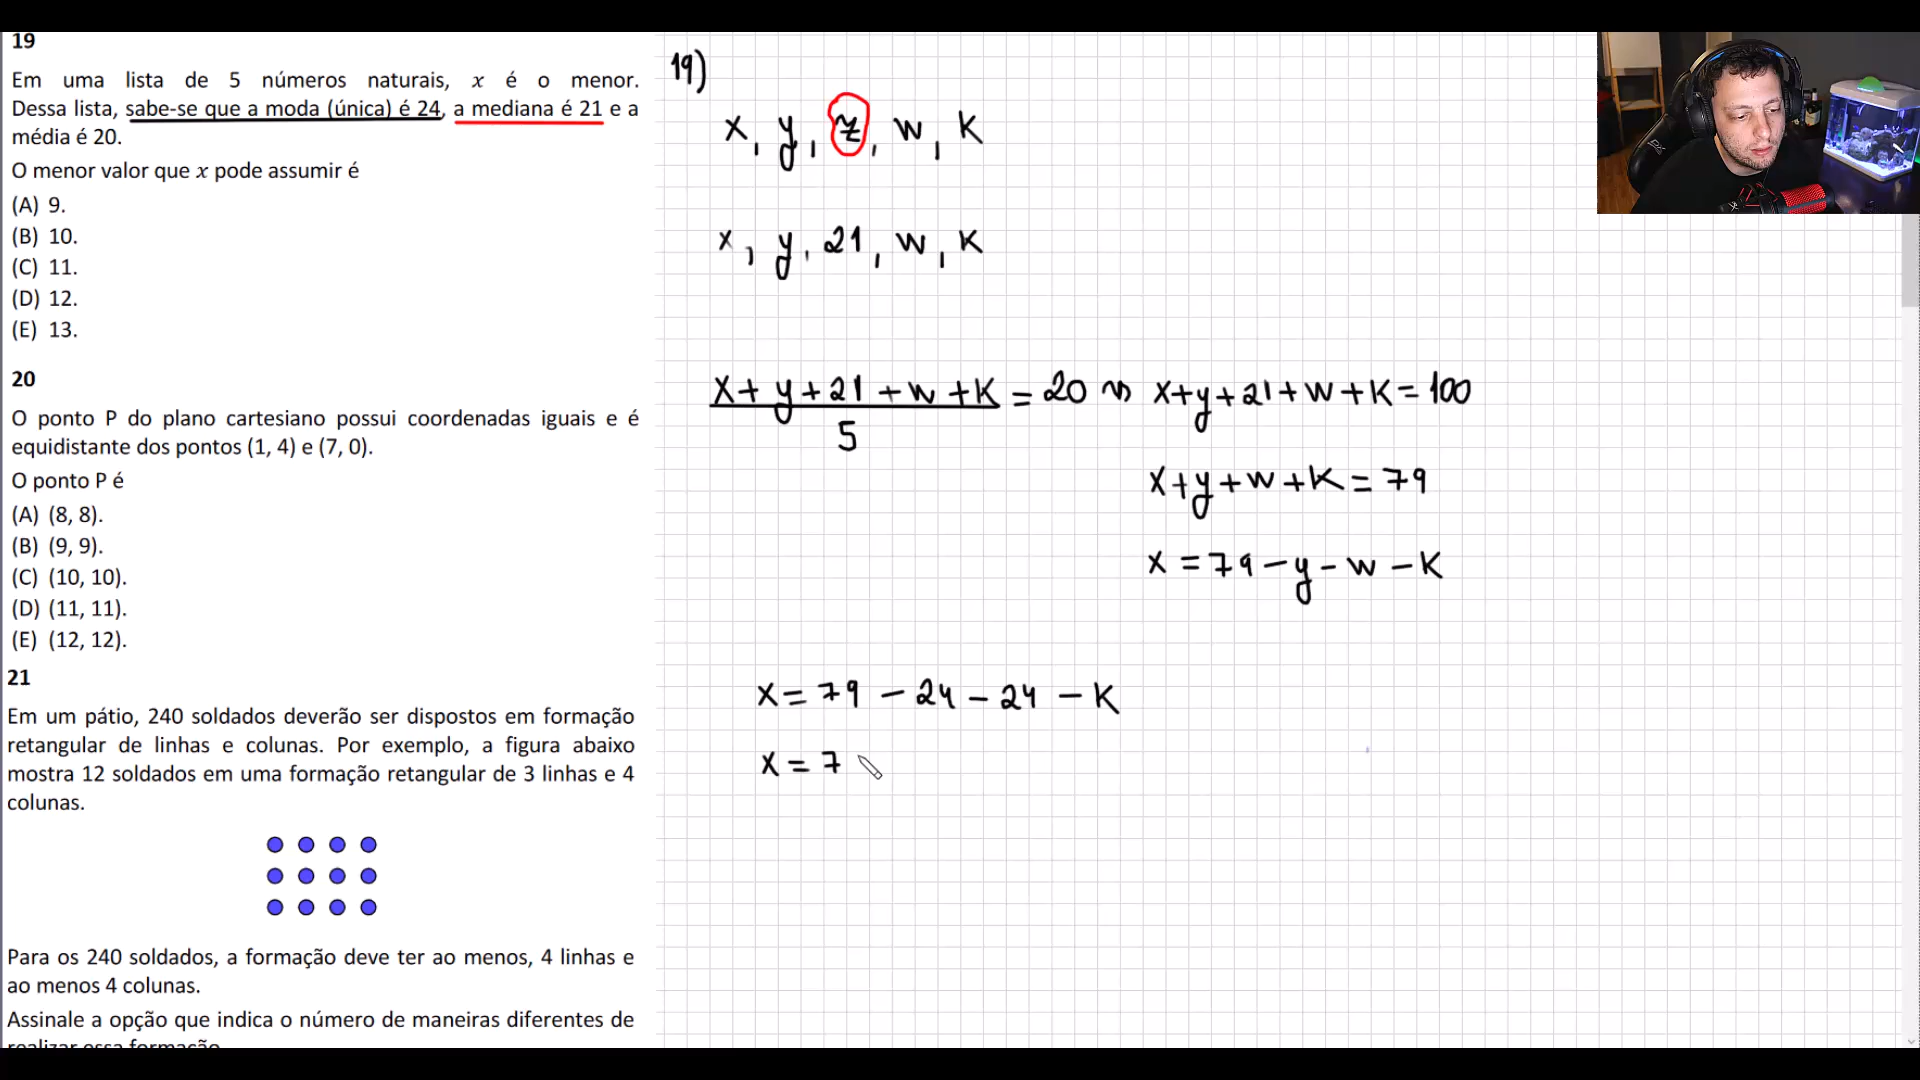 19
Em uma lista de 5 números naturais, x é o menor.
Dessa lista, sabe-se que a moda (única) é 24, a mediana é 21 e a
média é 20.
O menor valor que x pode assumir é
(A) 9.
(B) 10.
(C) 11.
(D) 12.
(E) 13.
20
O ponto P do plano cartesiano possui coordenadas iguais e é
equidistante dos pontos (1, 4) e (7, 0).
O ponto P é
(A) (8, 8).
(B) (9, 9).
(C) (10, 10).
(D) (11, 11).
(E) (12, 12).
21
Em um pátio, 240 soldados deverão ser dispostos em formação
retangular de linhas e colunas. Por exemplo, a figura abaixo
mostra 12 soldados em uma formação retangular de 3 linhas e 4
colunas.
Para os 240 soldados, a formação deve ter ao menos, 4 linhas e
ao menos 4 colunas.
Assinale a opção que indica o número de maneiras diferentes de
realizar essa formação.
19)
x, y, z, w, K
x, y, 21, w, K
x + y + 21 + w + K = 20 ⇝ x + y + 21 + w + K = 100
5
x + y + w + K = 79
x = 79 - y - w - K
x = 79 - 24 - 24 - K
x = 7